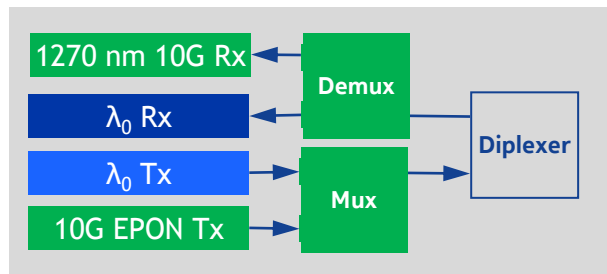 1270 nm 10G Rx
Demux
λ₀ Rx
Diplexer
λ₀ Tx
Mux
10G EPON Tx